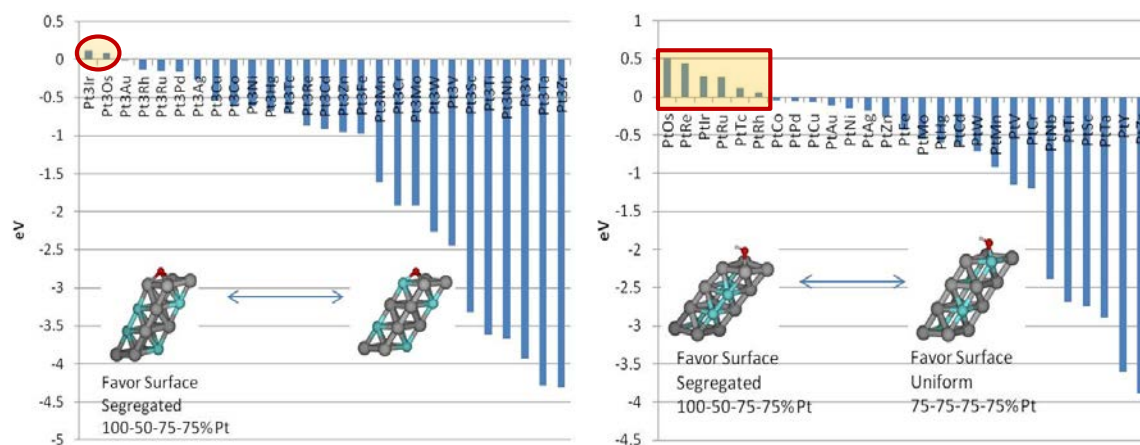 0.5
0
-0.5
-1
-1.5
-2
-2.5
-3
-3.5
-4
-4.5
-5
eV
Pt3Ir
Pt3Os
Pt3Au
Pt3Rh
Pt3Ru
Pt3Pd
Pt3Ag
Pt3Cu
Pt3Co
Pt3Ni
Pt3Hg
Pt3Tc
Pt3Re
Pt3Cd
Pt3Zn
Pt3Fe
Pt3Mn
Pt3Cr
Pt3Mo
Pt3W
Pt3V
Pt3Sc
Pt3Ti
Pt3Nb
Pt3Y
Pt3Ta
Pt3Zr
Favor Surface
Segregated
100-50-75-75%Pt
1
0.5
0
-0.5
-1
-1.5
-2
-2.5
-3
-3.5
-4
-4.5
eV
PtOs
PtRe
PtIr
PtRu
PtTc
PtRh
PtCo
PtPd
PtCu
PtAu
PtNi
PtAg
PtZn
PtFe
PtMo
PtHg
PtCd
PtW
PtMn
PtV
PtCr
PtNb
PtTi
PtSc
PtTa
PtY
Favor Surface
Segregated
100-50-75-75%Pt
Favor Surface
Uniform
75-75-75-75%Pt